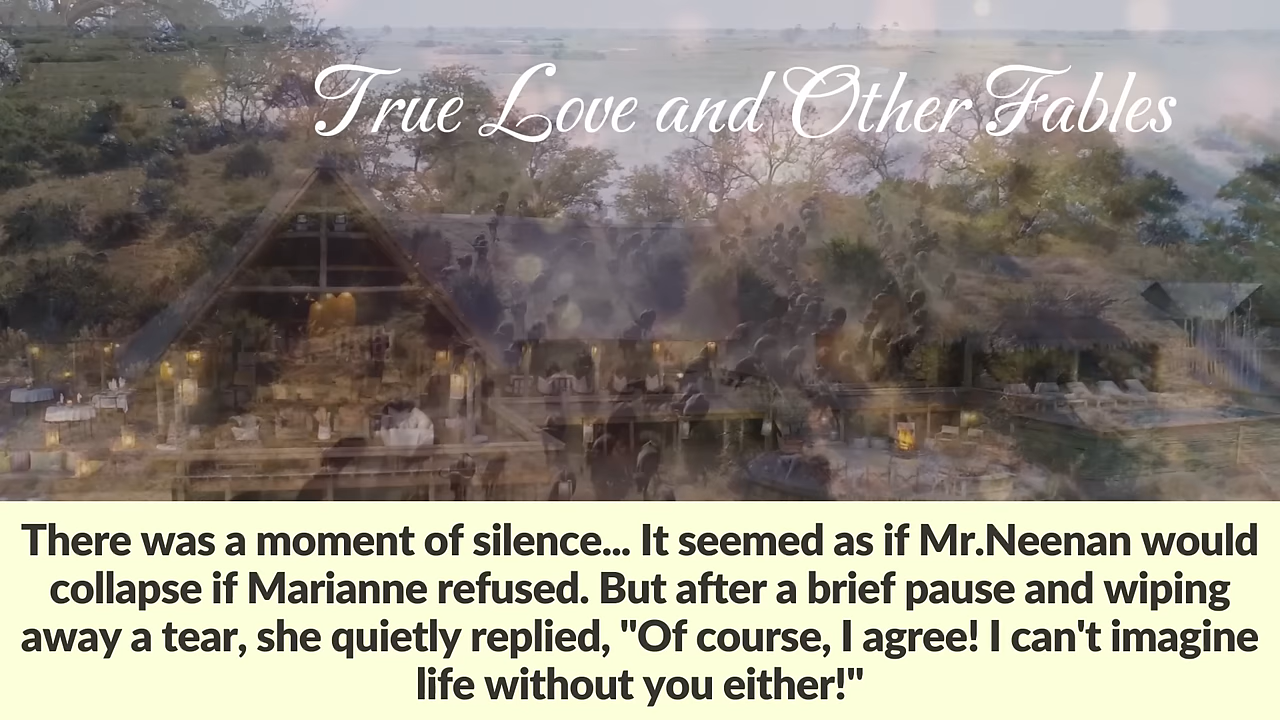 True Love and Other Fables
There was a moment of silence... It seemed as if Mr.Neenan would
collapse if Marianne refused. But after a brief pause and wiping
away a tear, she quietly replied, "Of course, I agree! I can't imagine
life without you either!"